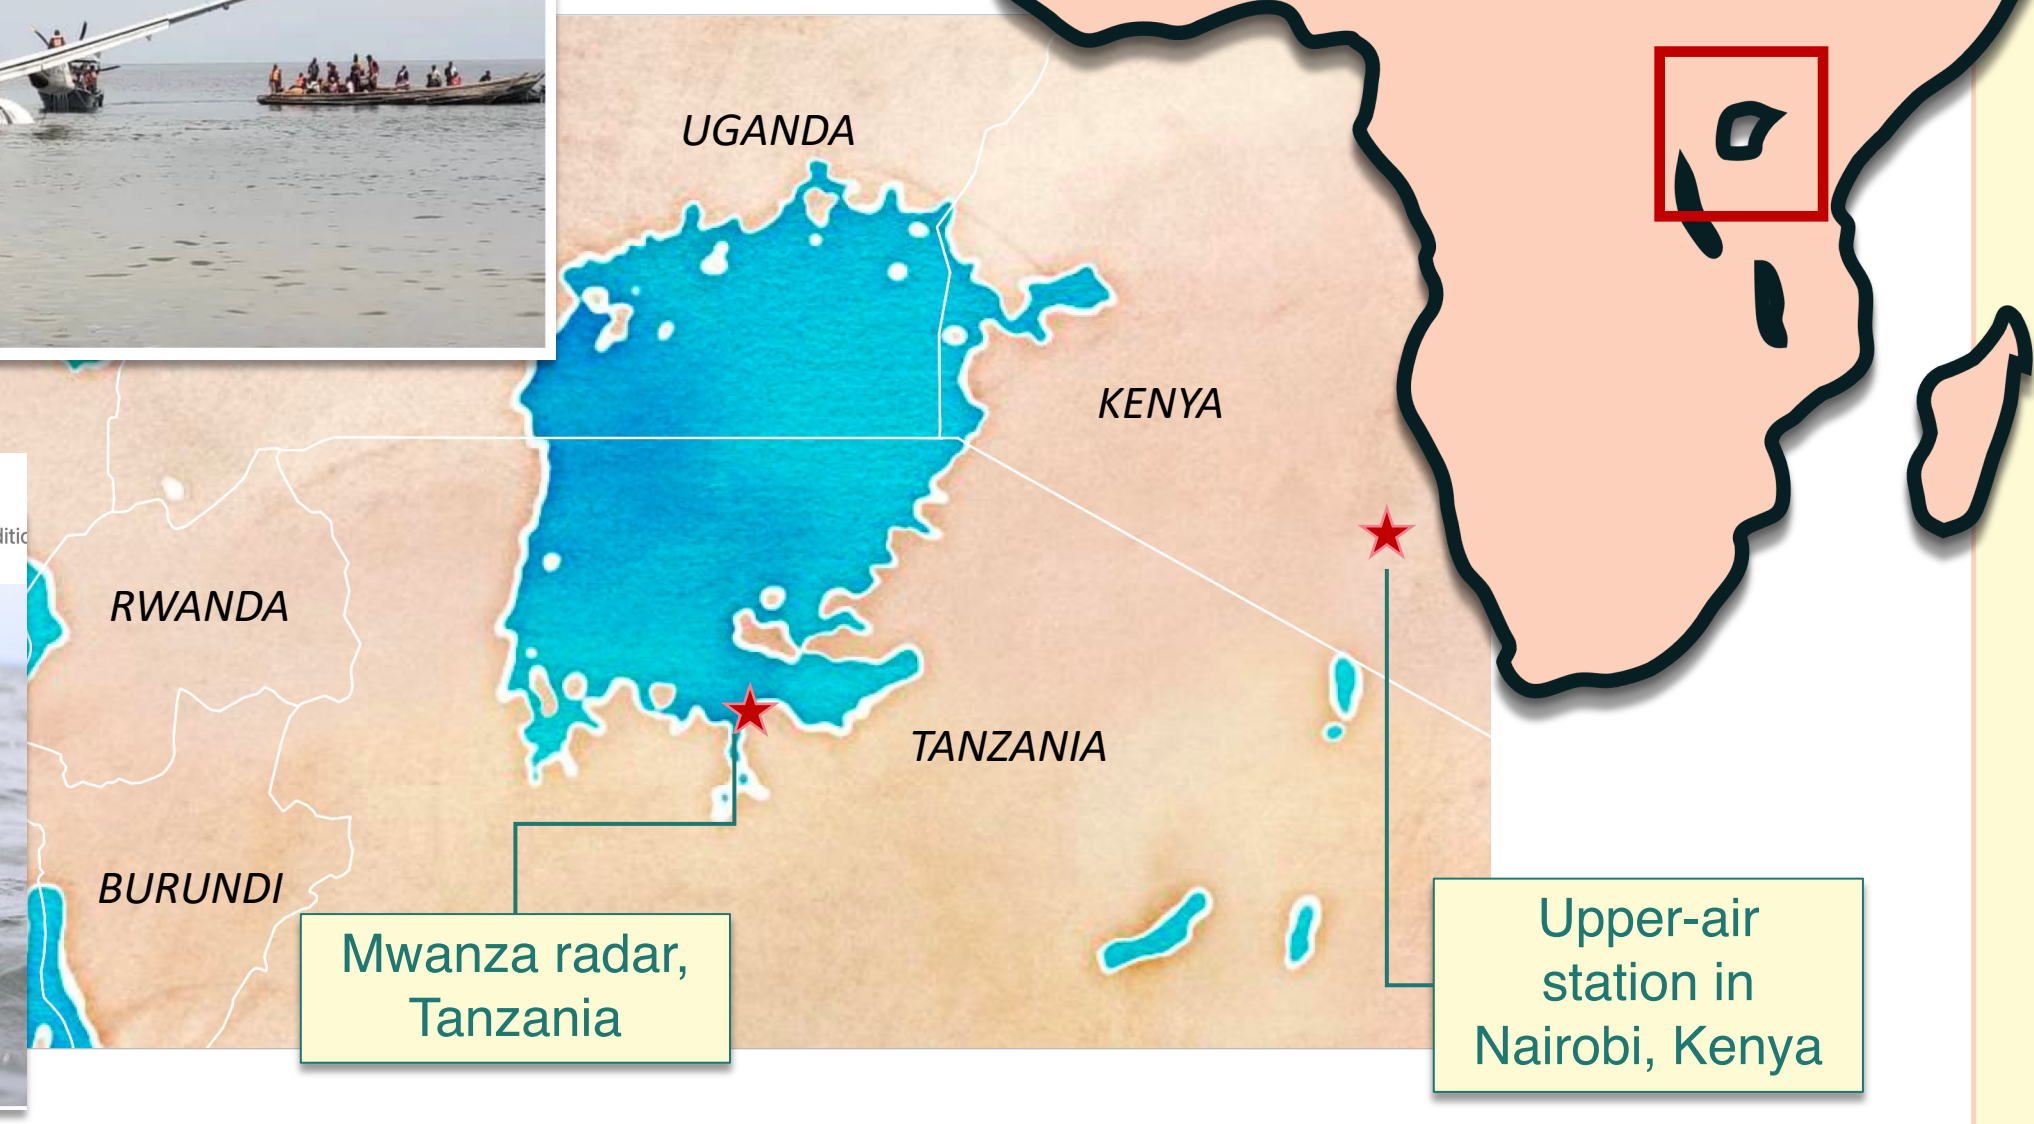 UGANDA
KENYA
RWANDA
TANZANIA
BURUNDI
Mwanza radar,
Tanzania
Upper-air
station in
Nairobi, Kenya